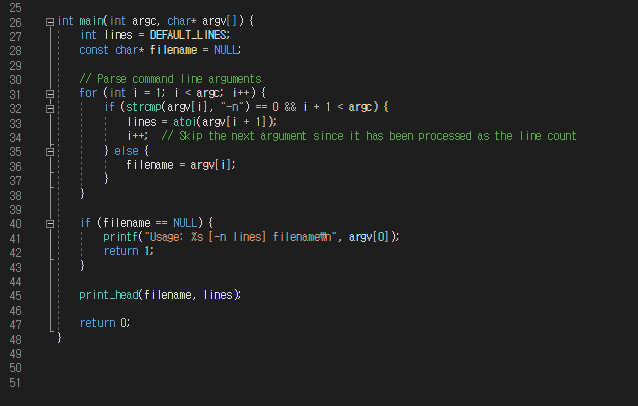 25
26 int main(int argc, char* argv[]) {
27 int lines = DEFAULT_LINES;
28 const char* filename = NULL;
29
30 // Parse command line arguments
31 for (int i = 1; i < argc; i++) {
32 if (strcmp(argv[i], "-n") == 0 && i + 1 < argc) {
33 lines = atoi(argv[i + 1]);
34 i++; // Skip the next argument since it has been processed as the line count
35 } else {
36 filename = argv[i];
37 }
38 }
39
40 if (filename == NULL) {
41 printf("Usage: %s [-n lines] filename₩n", argv[0]);
42 return 1;
43 }
44
45 print_head(filename, lines);
46
47 return 0;
48 }
49
50
51